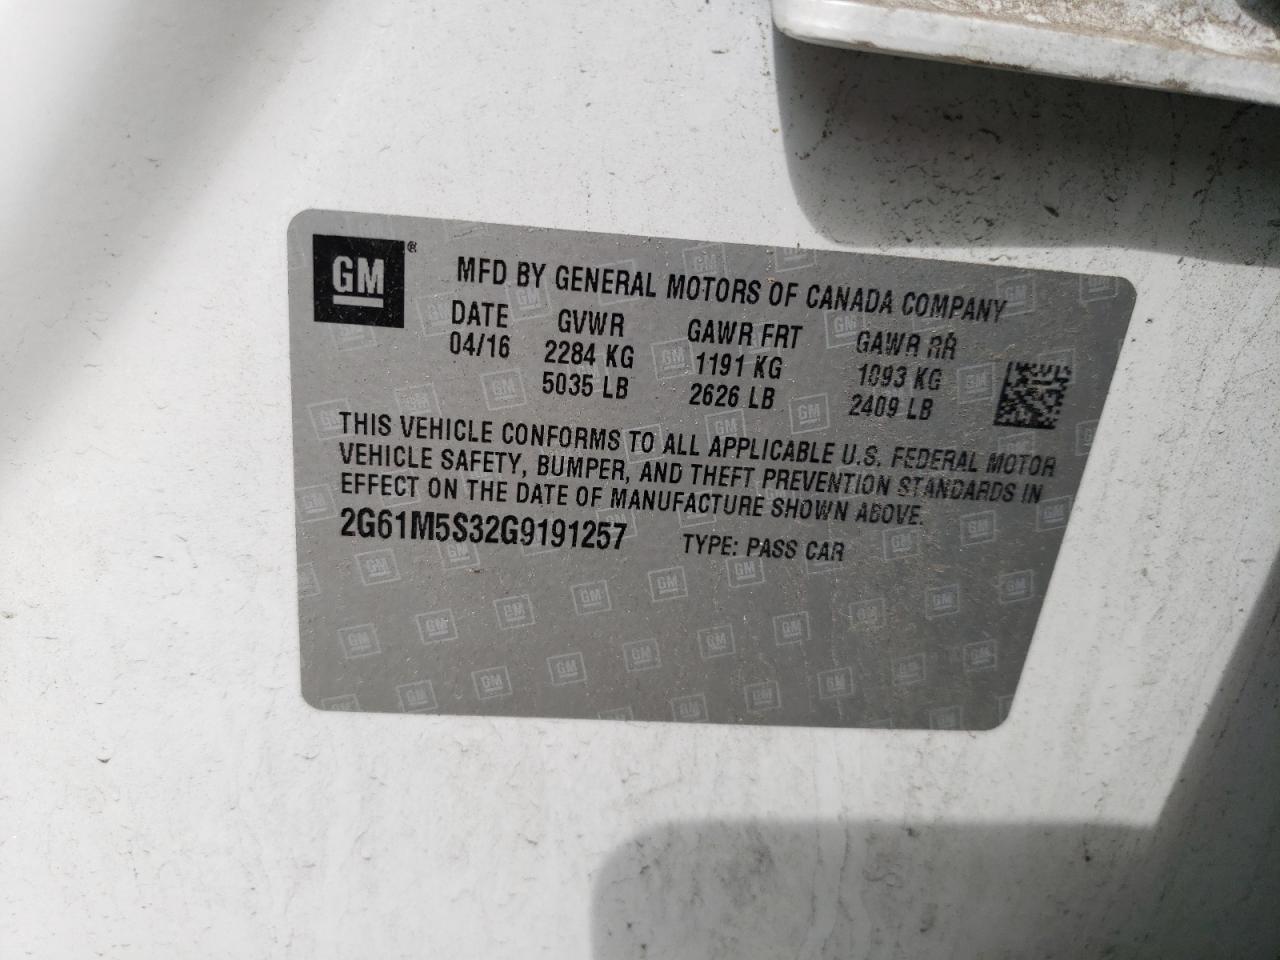 GM®
MFD BY GENERAL MOTORS OF CANADA COMPANY
DATE GVWR GAWR FRT GAWR RR
04/16 2284 KG 1191 KG 1093 KG
5035 LB 2626 LB 2409 LB
THIS VEHICLE CONFORMS TO ALL APPLICABLE U.S. FEDERAL MOTOR
VEHICLE SAFETY, BUMPER, AND THEFT PREVENTION STANDARDS IN
EFFECT ON THE DATE OF MANUFACTURE SHOWN ABOVE.
2G61M5S32G9191257 TYPE: PASS CAR